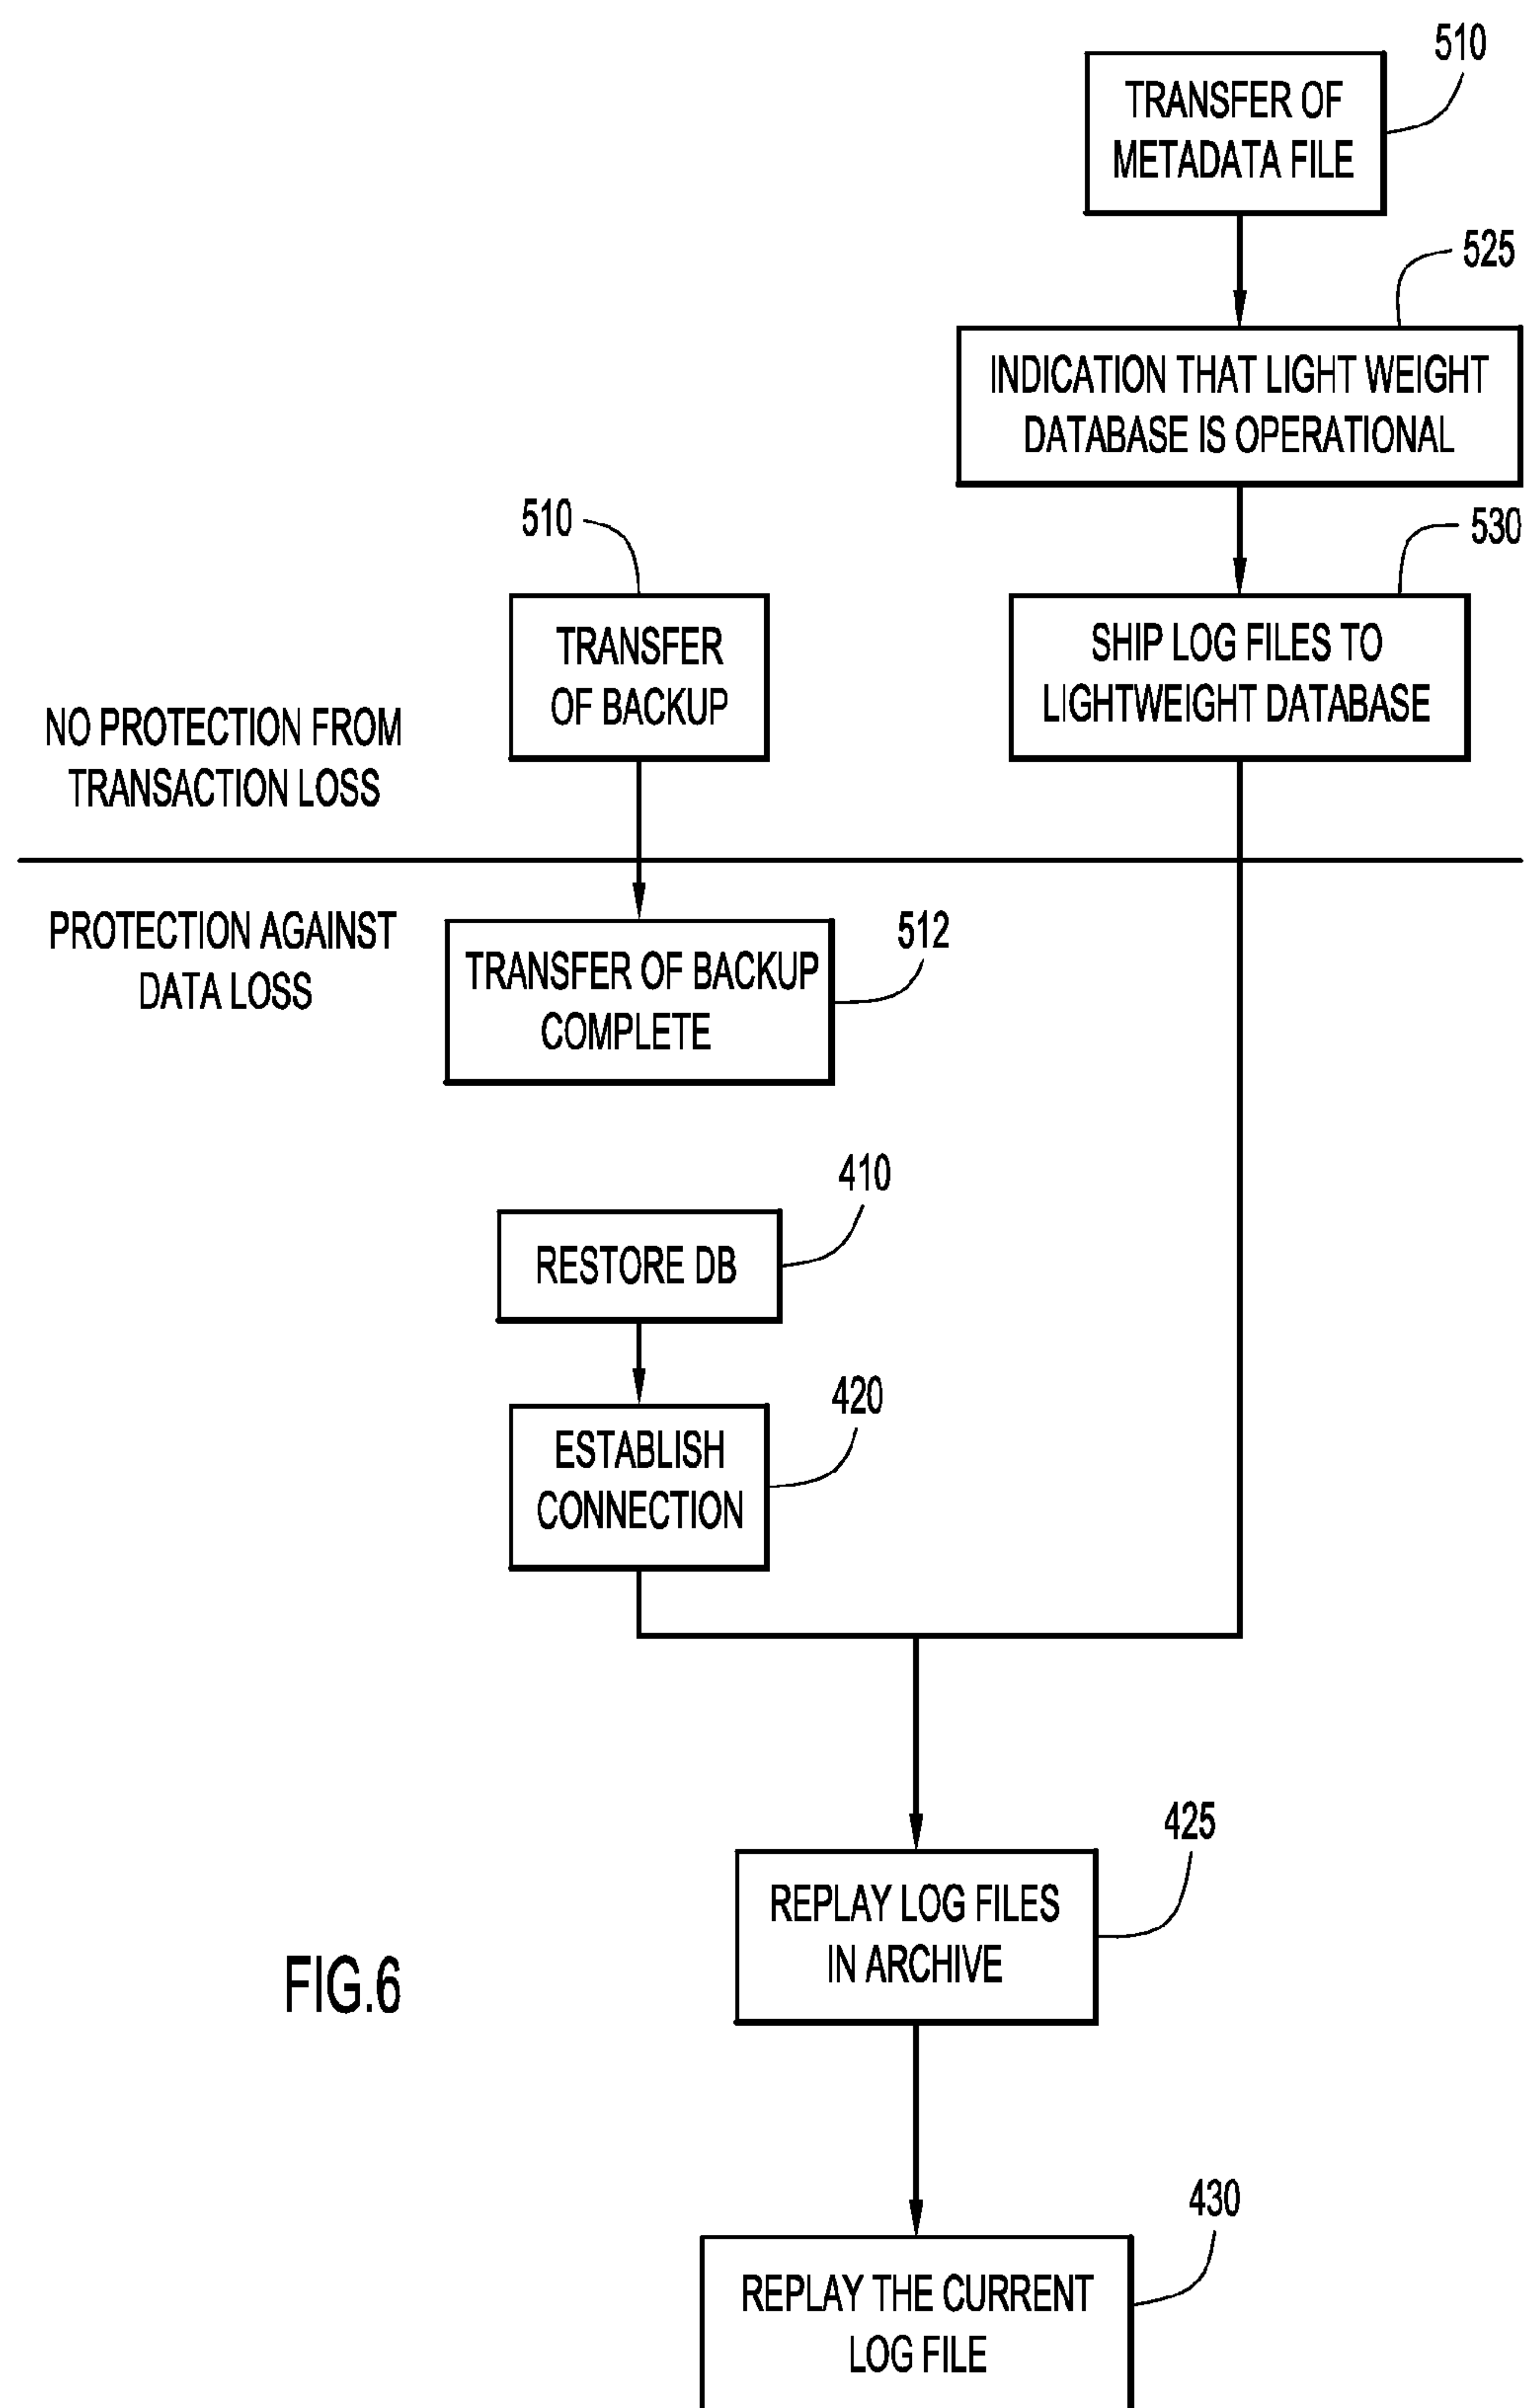 510
TRANSFER OF
METADATA FILE
525
INDICATION THAT LIGHT WEIGHT
DATABASE IS OPERATIONAL
510
530
TRANSFER
OF BACKUP
SHIP LOG FILES TO
LIGHTWEIGHT DATABASE
NO PROTECTION FROM
TRANSACTION LOSS
PROTECTION AGAINST
DATA LOSS
512
TRANSFER OF BACKUP
COMPLETE
410
RESTORE DB
420
ESTABLISH
CONNECTION
425
REPLAY LOG FILES
IN ARCHIVE
FIG.6
430
REPLAY THE CURRENT
LOG FILE